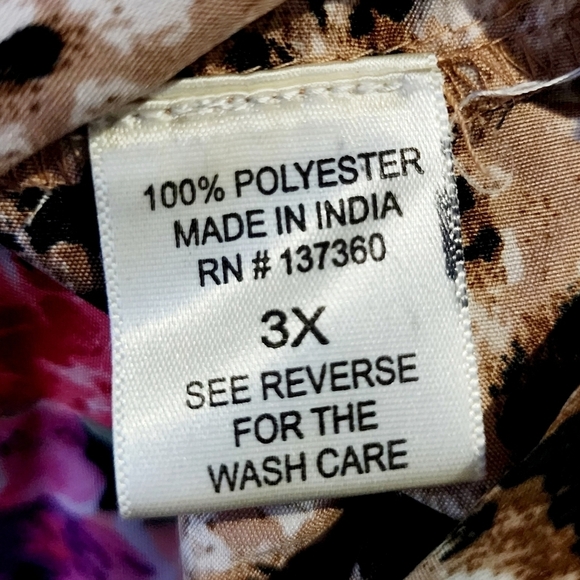 100% POLYESTER
MADE IN INDIA
RN # 137360
3X
SEE REVERSE
FOR THE
WASH CARE